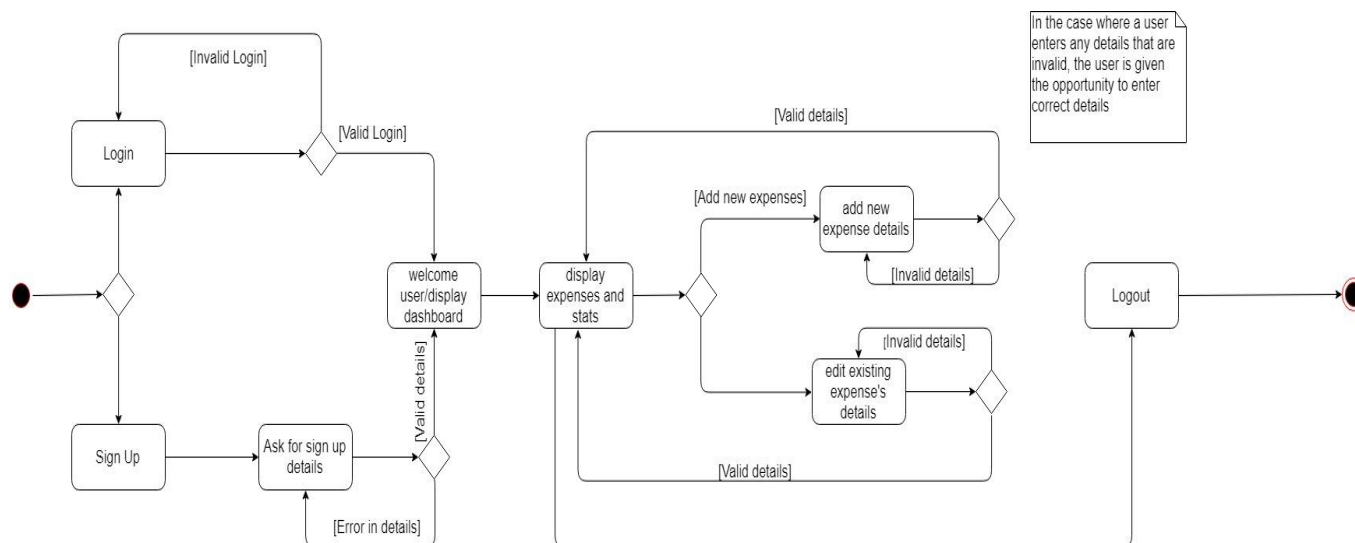 [Invalid Login]
Login
[Valid Login]
Sign Up
Ask for sign up
details
[Error in details]
[Valid details]
welcome
user/display
dashboard
display
expenses and
stats
[Valid details]
[Add new expenses]
add new
expense details
[Invalid details]
[Invalid details]
edit existing
expense's
details
[Valid details]
In the case where a user
enters any details that are
invalid, the user is given
the opportunity to enter
correct details
Logout